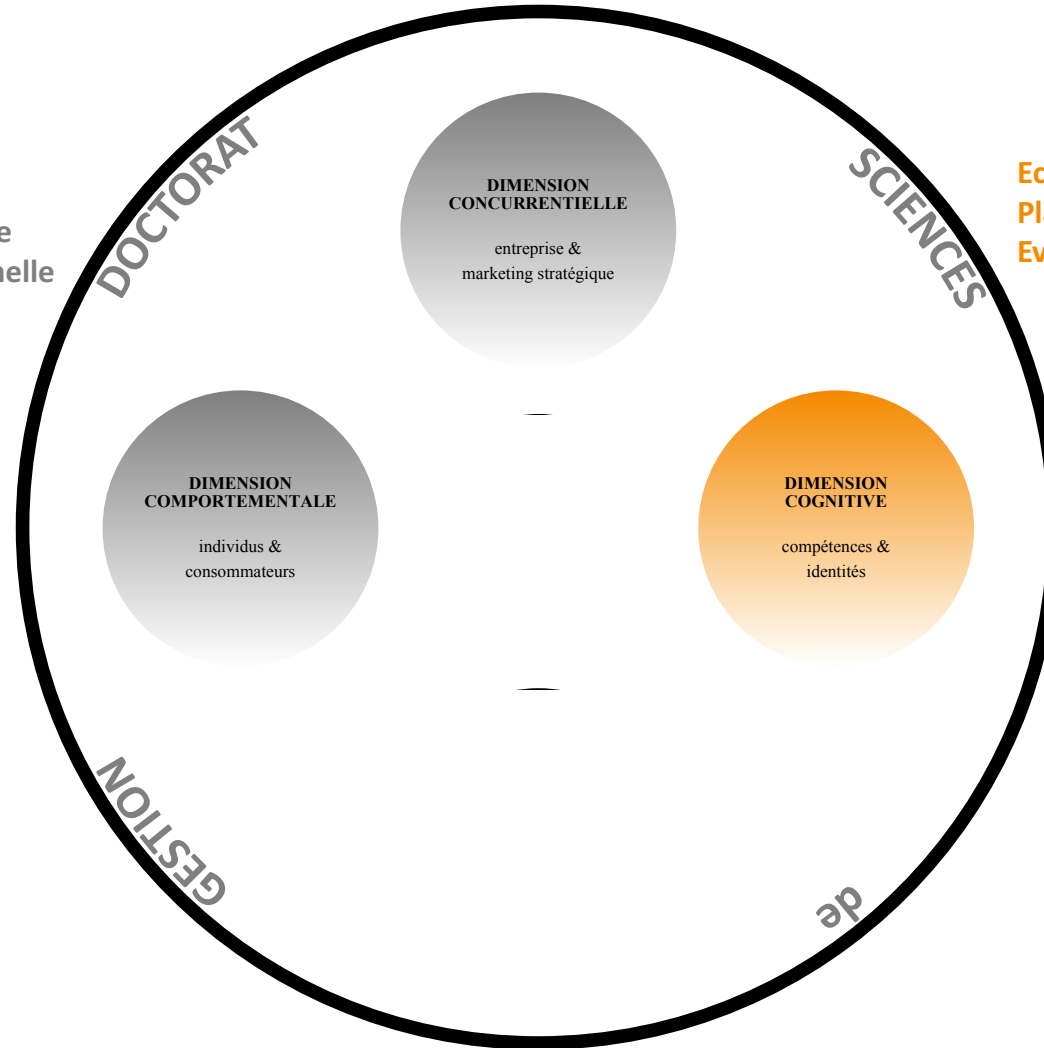 DOCTORAT
SCIENCES
de
GESTION
DIMENSION
CONCURRENTIELLE
entreprise &
marketing stratégique
DIMENSION
COMPORTEMENTALE
individus &
consommateurs
DIMENSION
COGNITIVE
compétences &
identités